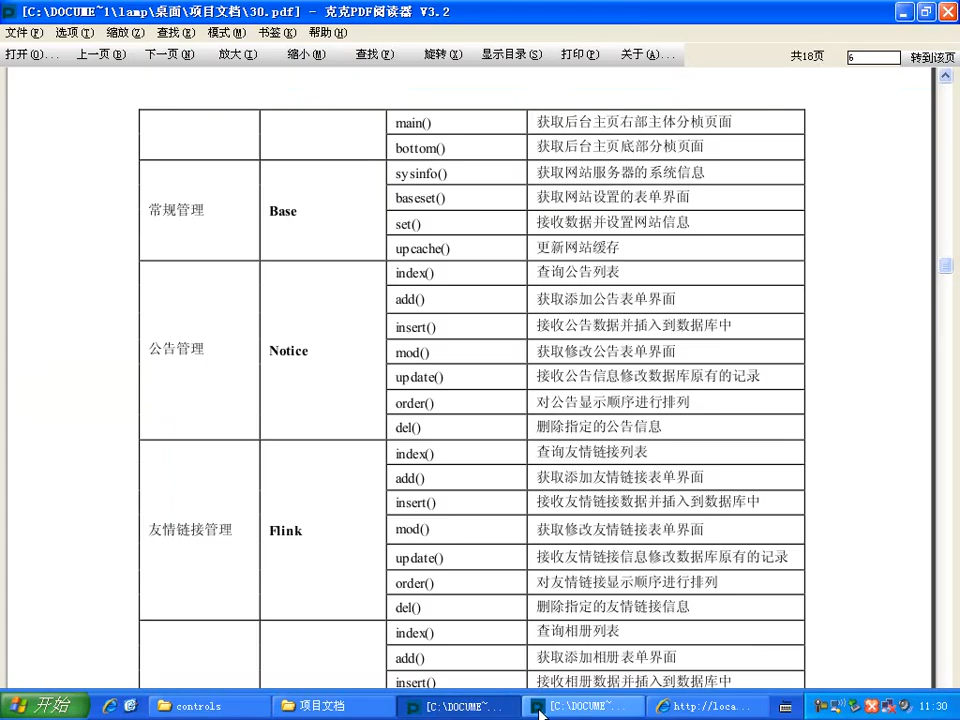 [C:\DOCUME~1\lamp\桌面\项目文档\30.pdf] - 克克PDF阅读器 V3.2
文件(F) 选项(T) 缩放(Z) 查找(E) 模式(M) 书签(K) 帮助(H)
打开(O)... 上一页(B) 下一页(N) 放大(I) 缩小(M) 查找(F) 旋转(X) 显示目录(S) 打印(P) 关于(A)... 共18页 6 转到该页
main() 获取后台主页右部主体分桢页面
bottom() 获取后台主页底部分桢页面
常规管理 Base
sysinfo() 获取网站服务器的系统信息
baseset() 获取网站设置的表单界面
set() 接收数据并设置网站信息
upcache() 更新网站缓存
公告管理 Notice
index() 查询公告列表
add() 获取添加公告表单界面
insert() 接收公告数据并插入到数据库中
mod() 获取修改公告表单界面
update() 接收公告信息修改数据库原有的记录
order() 对公告显示顺序进行排列
del() 删除指定的公告信息
友情链接管理 Flink
index() 查询友情链接列表
add() 获取添加友情链接表单界面
insert() 接收友情链接数据并插入到数据库中
mod() 获取修改友情链接表单界面
update() 接收友情链接信息修改数据库原有的记录
order() 对友情链接显示顺序进行排列
del() 删除指定的友情链接信息
index() 查询相册列表
add() 获取添加相册表单界面
insert() 接收相册数据并插入到数据库中
开始 controls 项目文档 [C:\DOCUME~... [C:\DOCUME~... http://loca... 11:30